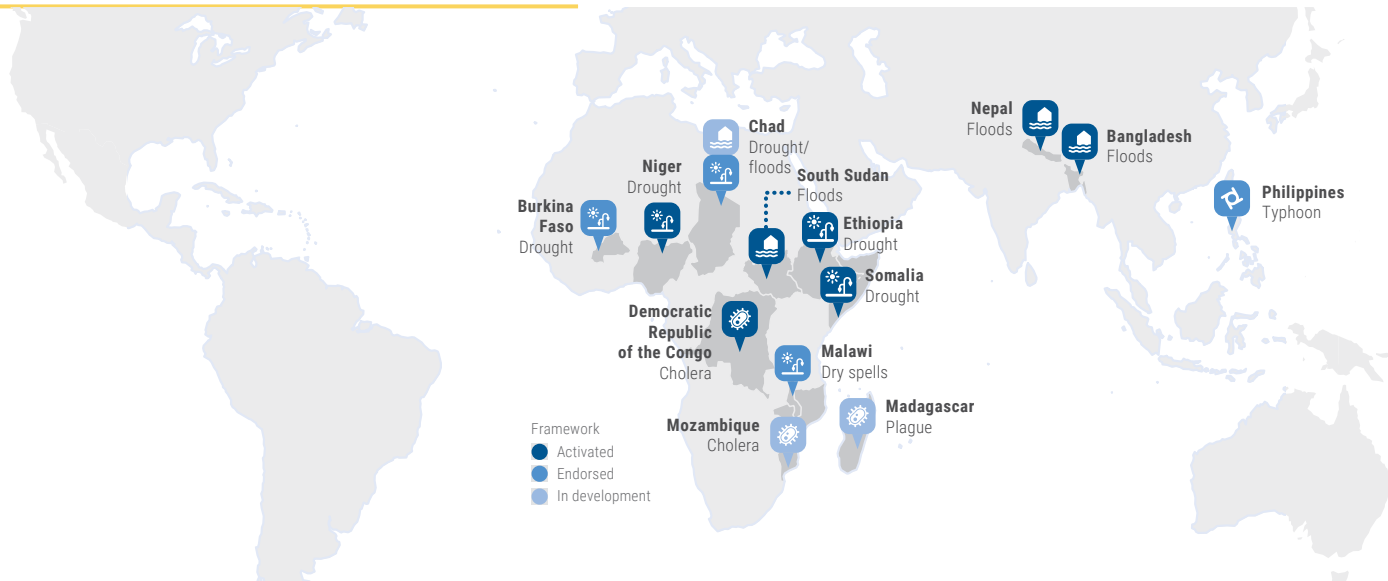 Nepal
Floods
Bangladesh
Floods
Philippines
Typhoon
Chad
Drought/
floods
Niger
Drought
South Sudan
Floods
Burkina
Faso
Drought
Ethiopia
Drought
Somalia
Drought
Democratic
Republic
of the Congo
Cholera
Malawi
Dry spells
Madagascar
Plague
Mozambique
Cholera
Framework
Activated
Endorsed
In development